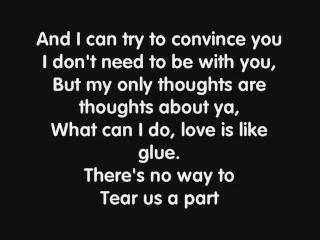 And I can try to convince you
I don't need to be with you,
But my only thoughts are
thoughts about ya,
What can I do, love is like
glue.
There's no way to
Tear us a part